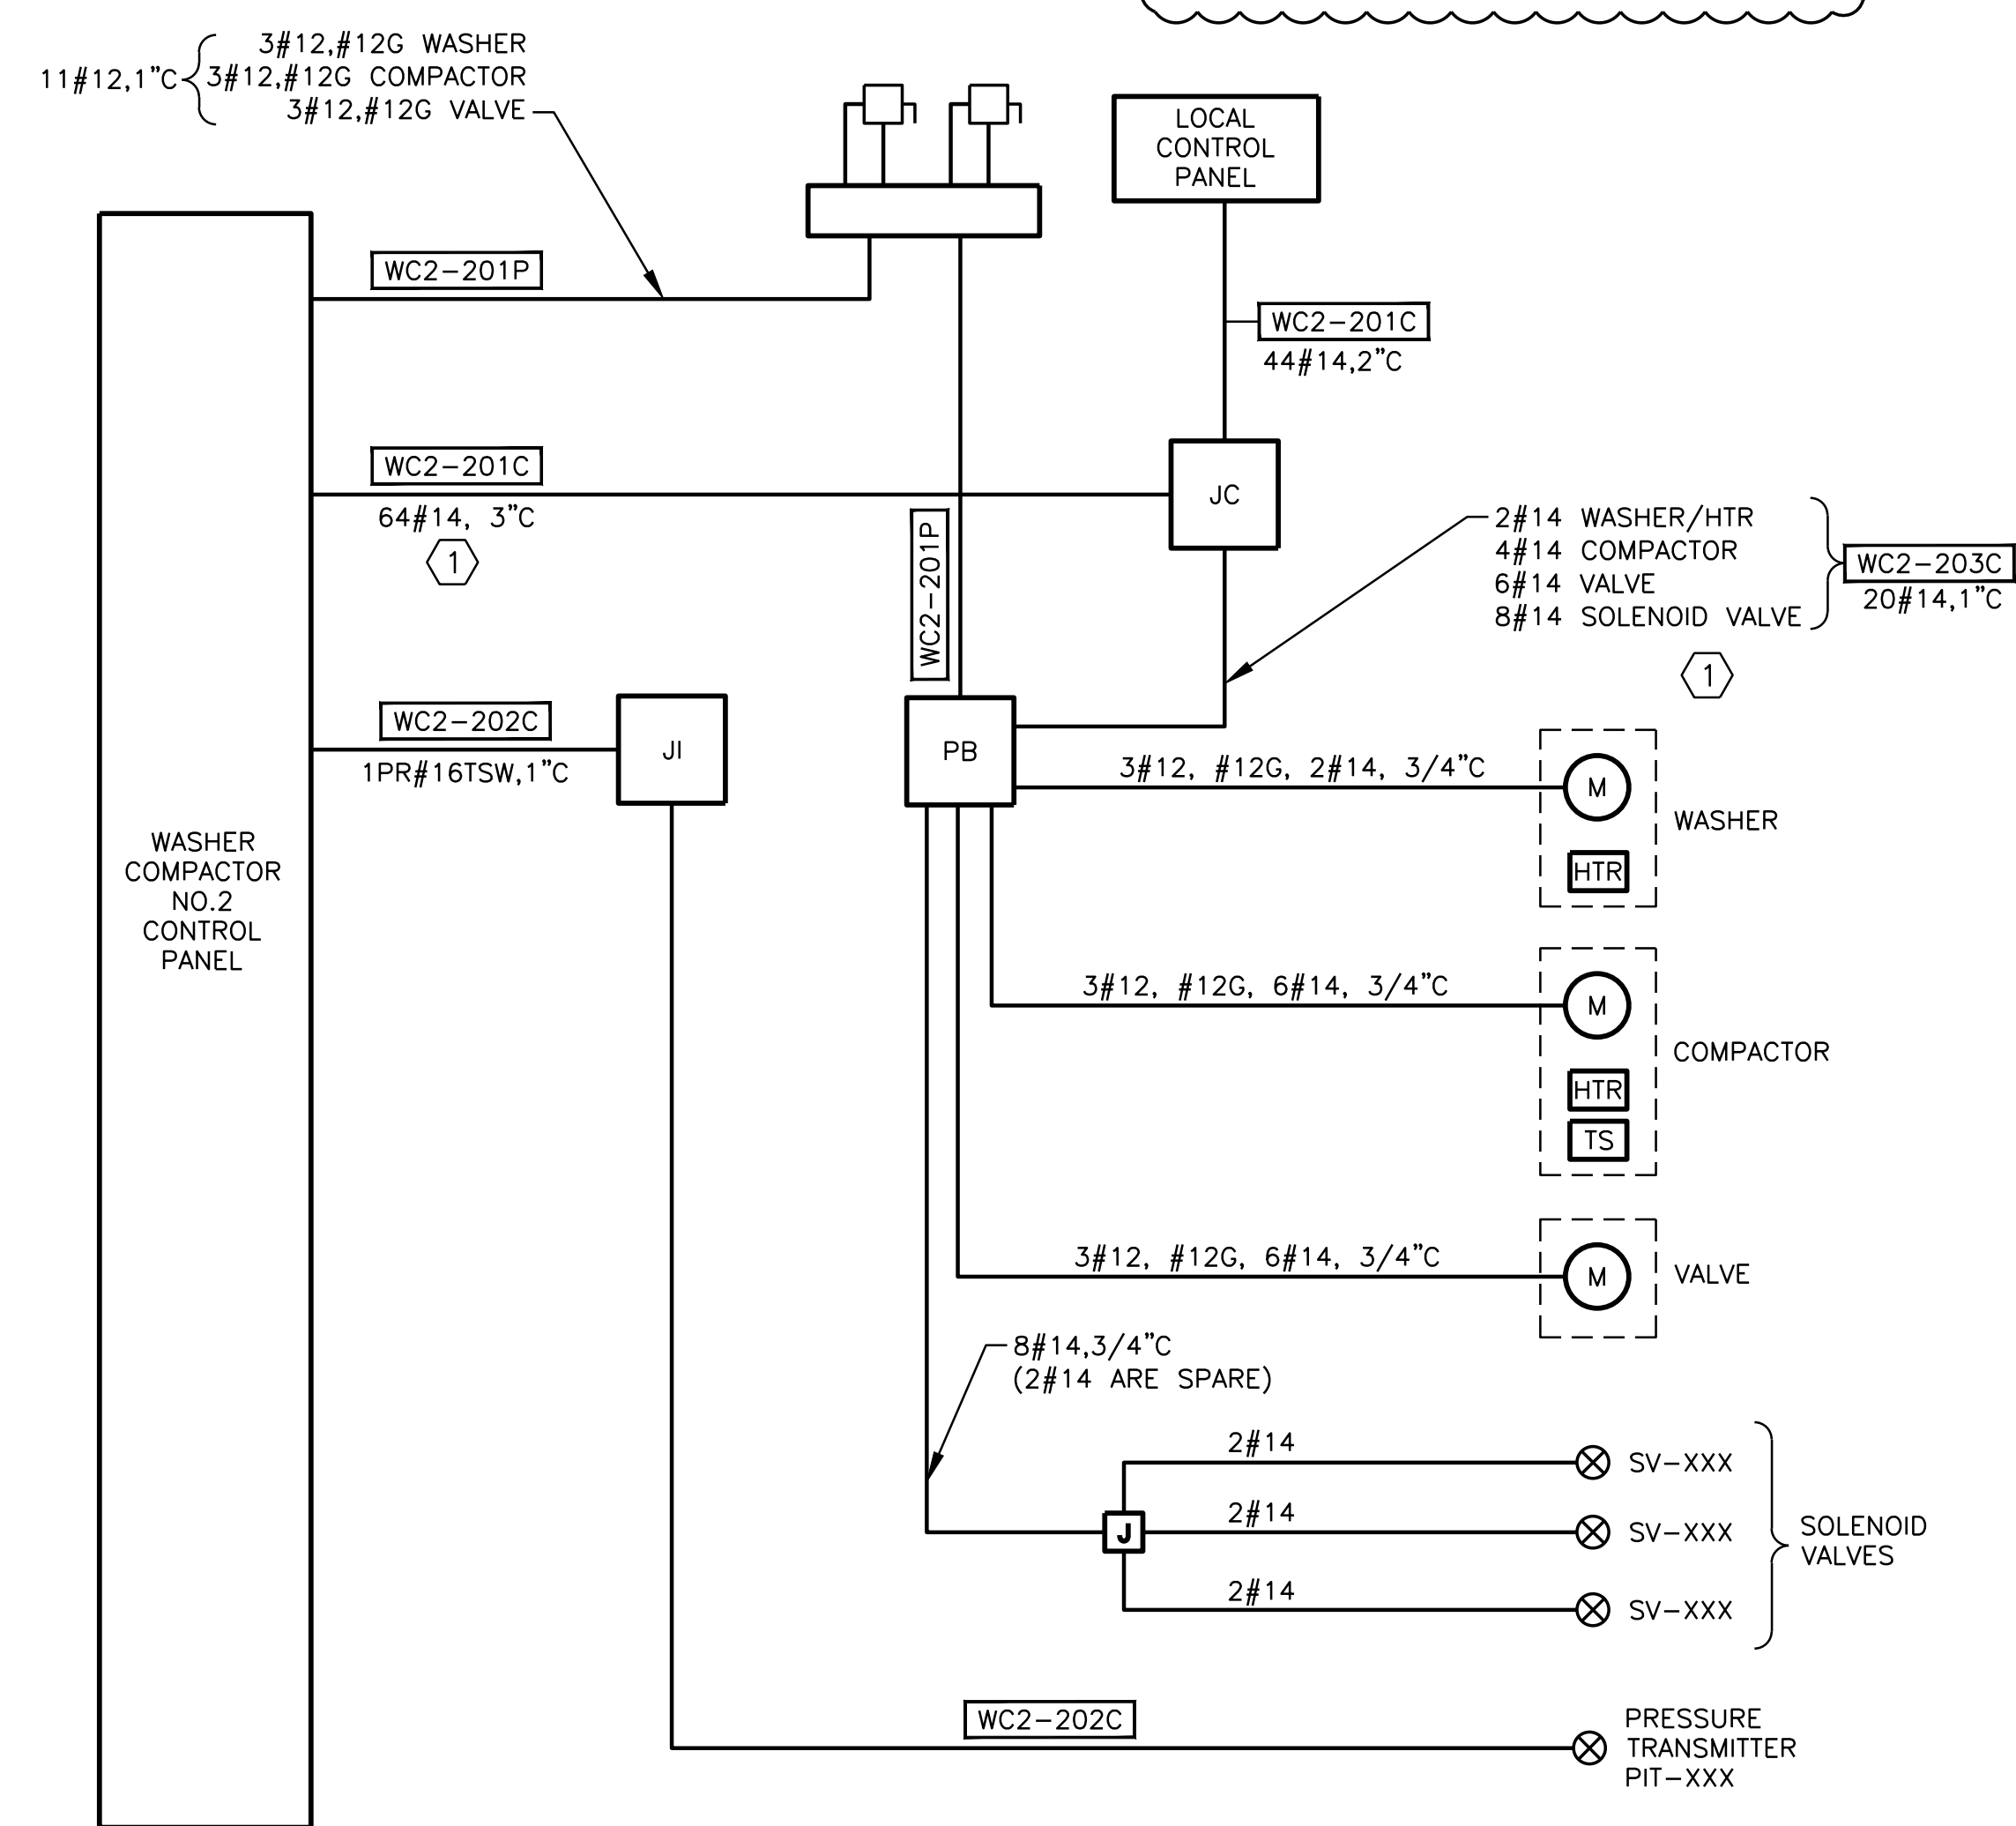 3#12,#12G WASHER
11#12,1"C
3#12,#12G COMPACTOR
3#12,#12G VALVE
LOCAL
CONTROL
PANEL
WC2-201P
WC2-201C
44#14,2"C
WC2-201C
64#14, 3"C
1
JC
WC2-201P
2#14 WASHER/HTR
4#14 COMPACTOR
6#14 VALVE
8#14 SOLENOID VALVE
WC2-203C
20#14,1"C
1
WC2-202C
1PR#16TSW,1"C
JI
PB
3#12, #12G, 2#14, 3/4"C
M
HTR
WASHER
WASHER
COMPACTOR
NO.2
CONTROL
PANEL
3#12, #12G, 6#14, 3/4"C
M
HTR
TS
COMPACTOR
3#12, #12G, 6#14, 3/4"C
M
VALVE
8#14,3/4"C
(2#14 ARE SPARE)
2#14
SV-XXX
J
2#14
SV-XXX
2#14
SV-XXX
SOLENOID
VALVES
WC2-202C
PRESSURE
TRANSMITTER
PIT-XXX